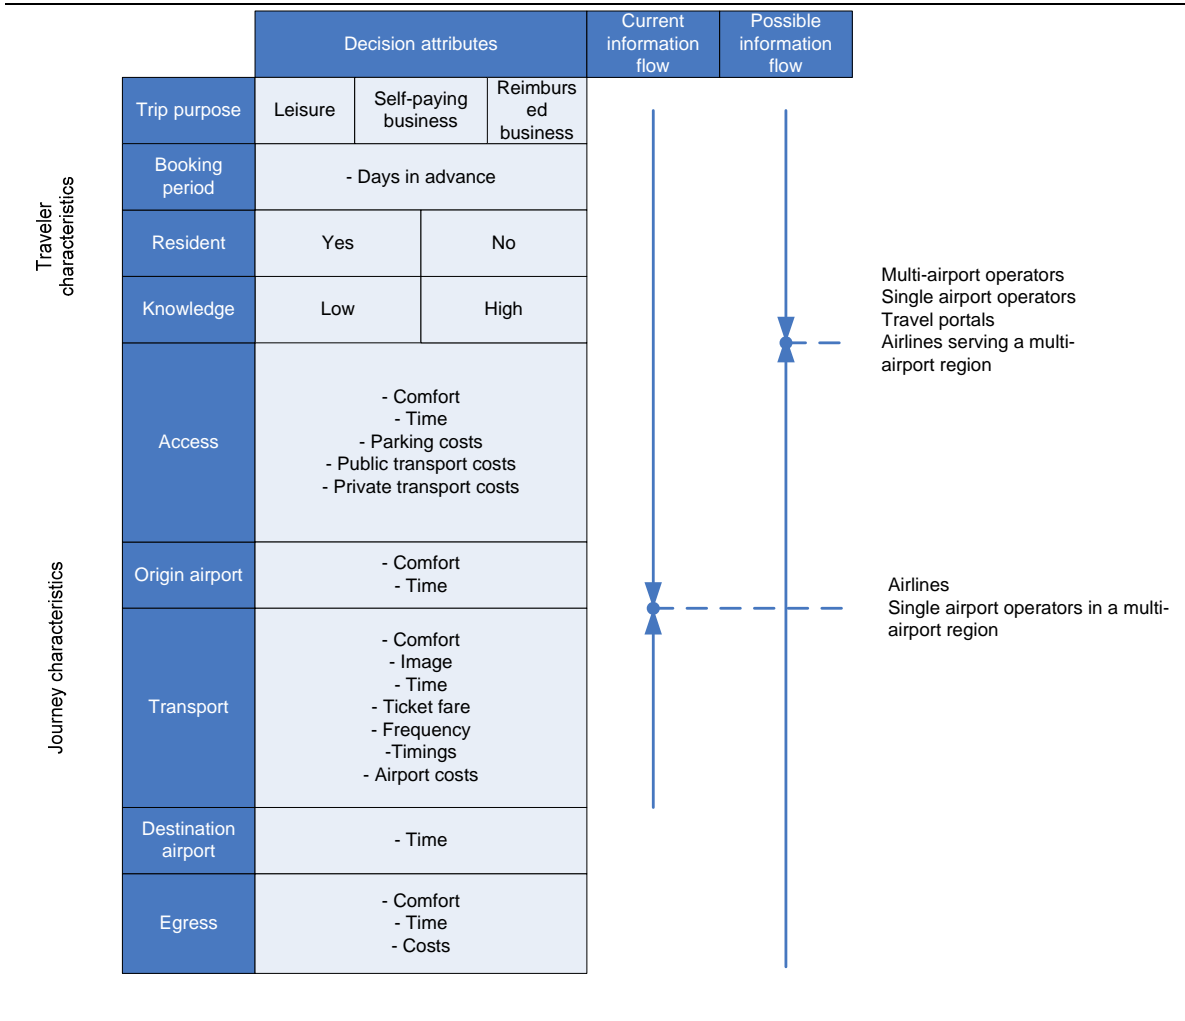 Decision attributes
Current
information
flow
Possible
information
flow
Traveler
characteristics
Trip purpose
Leisure
Self-paying
business
Reimburs
ed
business
Booking
period
- Days in advance
Resident
Yes
No
Knowledge
Low
High
Multi-airport operators
Single airport operators
Travel portals
Airlines serving a multi-
airport region
Journey characteristics
Access
- Comfort
- Time
- Parking costs
- Public transport costs
- Private transport costs
Origin airport
- Comfort
- Time
Airlines
Single airport operators in a multi-
airport region
Transport
- Comfort
- Image
- Time
- Ticket fare
- Frequency
-Timings
- Airport costs
Destination
airport
- Time
Egress
- Comfort
- Time
- Costs